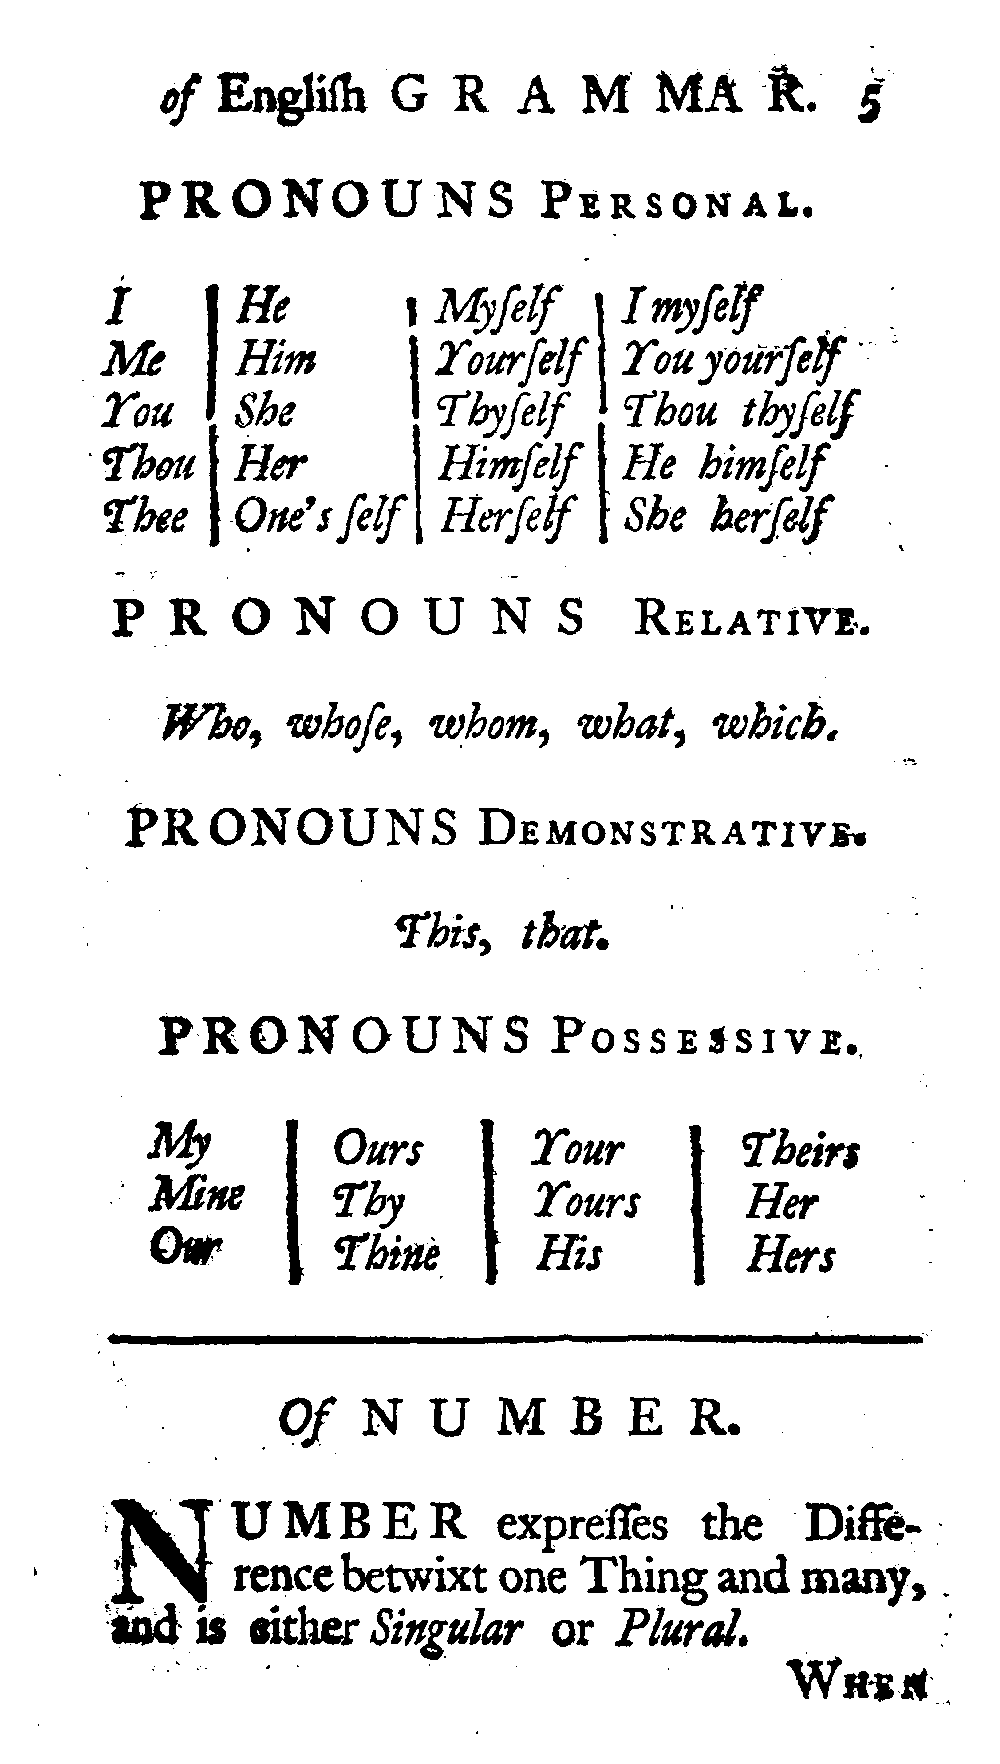 of Engliſh GRAMMAR. 5
PRONOUNS PERSONAL.
I | He | Myſelf | I myſelf
Me | Him | Yourſelf | You yourſelf
You | She | Thyſelf | Thou thyſelf
Thou | Her | Himſelf | He himſelf
Thee | One's ſelf | Herſelf | She herſelf
PRONOUNS RELATIVE.
Who, whoſe, whom, what, which.
PRONOUNS DEMONSTRATIVE.
This, that.
PRONOUNS POSSESSIVE.
My | Ours | Your | Theirs
Mine | Thy | Yours | Her
Our | Thine | His | Hers
Of NUMBER.
NUMBER expreſſes the Diffe-
rence betwixt one Thing and many,
and is either Singular or Plural.
WHEN